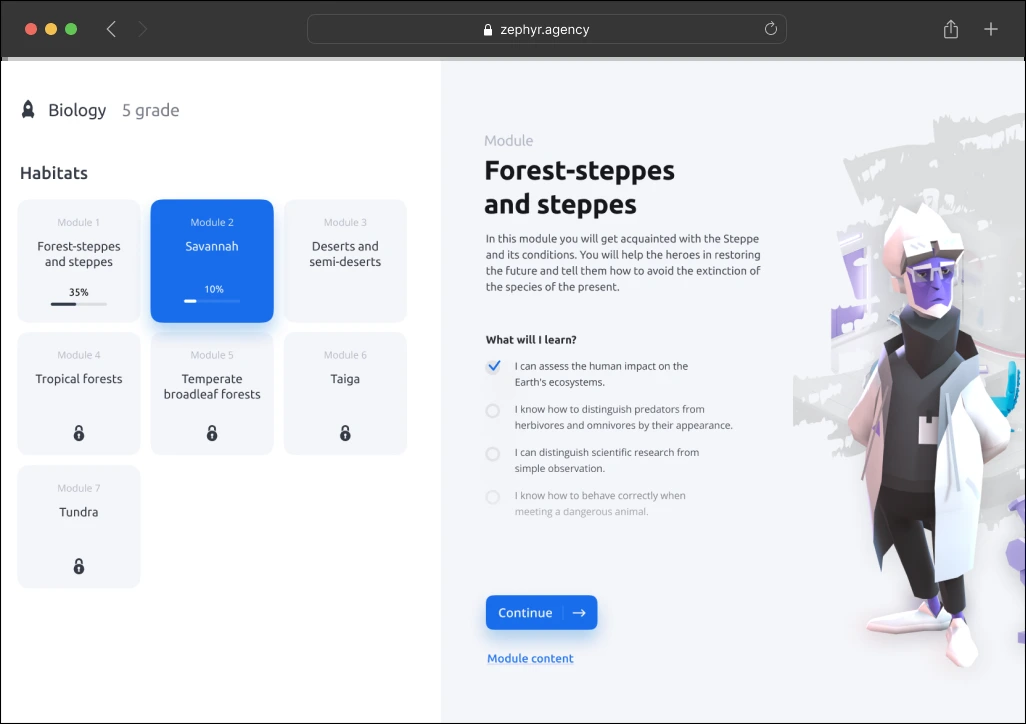 zephyr.agency
Biology 5 grade
Habitats
Module 1
Forest-steppes
and steppes
35%
Module 2
Savannah
10%
Module 3
Deserts and
semi-deserts
Module 4
Tropical forests
Module 5
Temperate
broadleaf forests
Module 6
Taiga
Module 7
Tundra
Module
Forest-steppes
and steppes
In this module you will get acquainted with the Steppe
and its conditions. You will help the heroes in restoring
the future and tell them how to avoid the extinction of
the species of the present.
What will I learn?
I can assess the human impact on the
Earth's ecosystems.
I know how to distinguish predators from
herbivores and omnivores by their appearance.
I can distinguish scientific research from
simple observation.
I know how to behave correctly when
meeting a dangerous animal.
Continue
Module content